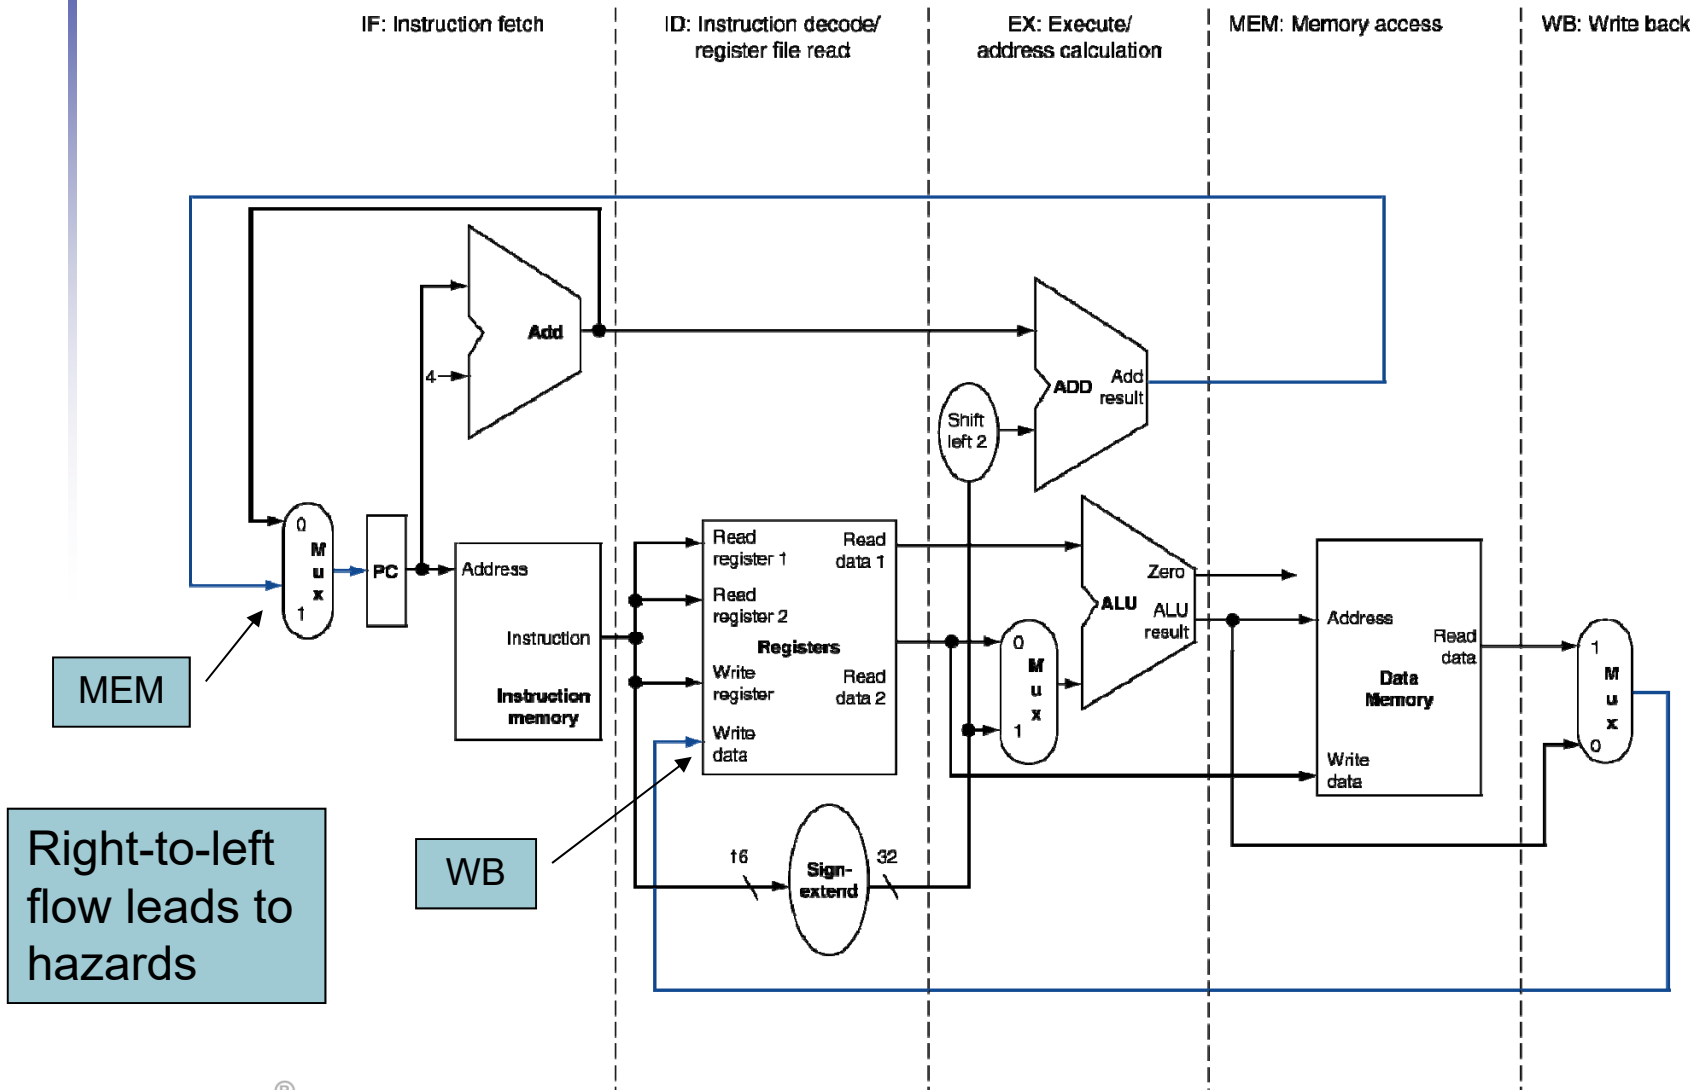 IF: Instruction fetch
ID: Instruction decode/
register file read
EX: Execute/
address calculation
MEM: Memory access
WB: Write back
Add
4
ADD
Add
result
Shift
left 2
0
M
u
x
1
PC
Address
Instruction
Instruction
memory
Read
register 1
Read
register 2
Registers
Write
register
Write
data
Read
data 1
Read
data 2
0
M
u
x
1
Zero
ALU
ALU
result
Address
Read
data
Data
Memory
Write
data
1
M
u
x
0
16
Sign-
extend
32
MEM
WB
Right-to-left
flow leads to
hazards
®